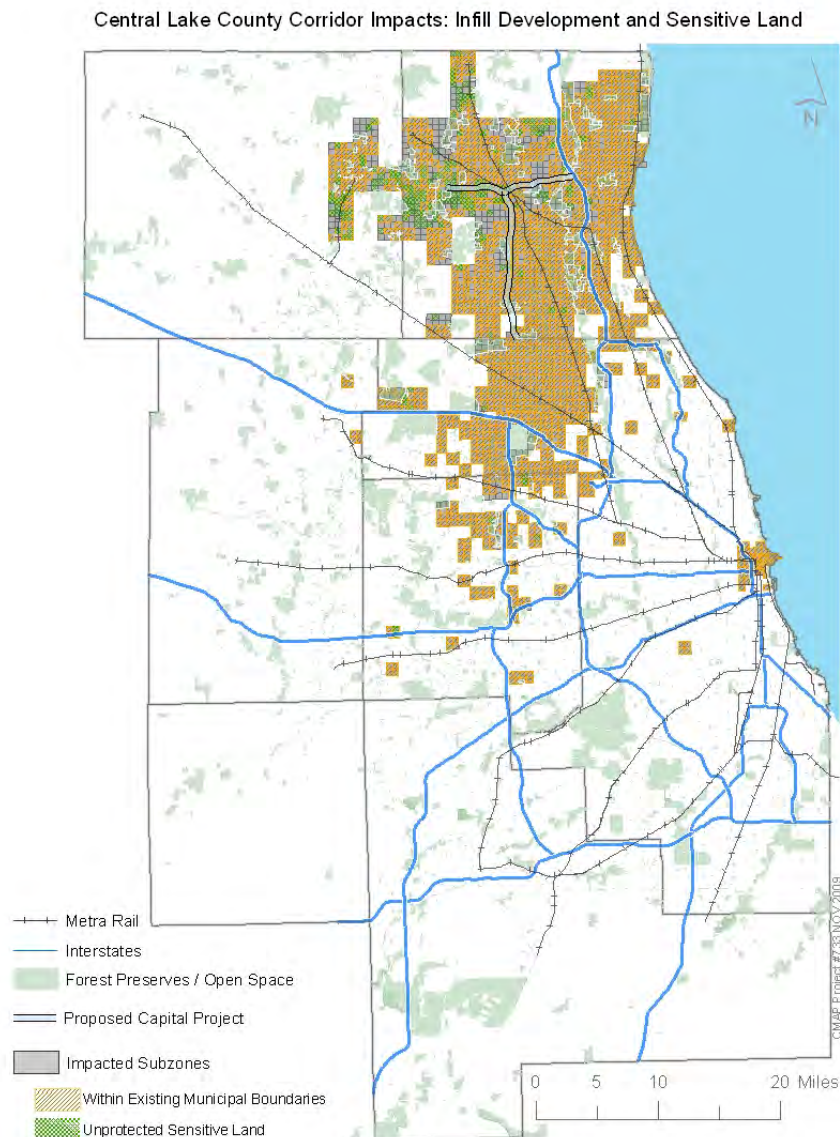 Central Lake County Corridor Impacts: Infill Development and Sensitive Land
N
Metra Rail
Interstates
Forest Preserves / Open Space
Proposed Capital Project
Impacted Subzones
Within Existing Municipal Boundaries
Unprotected Sensitive Land
0 5 10 20 Miles
CMAP Project #733 NOV 2009